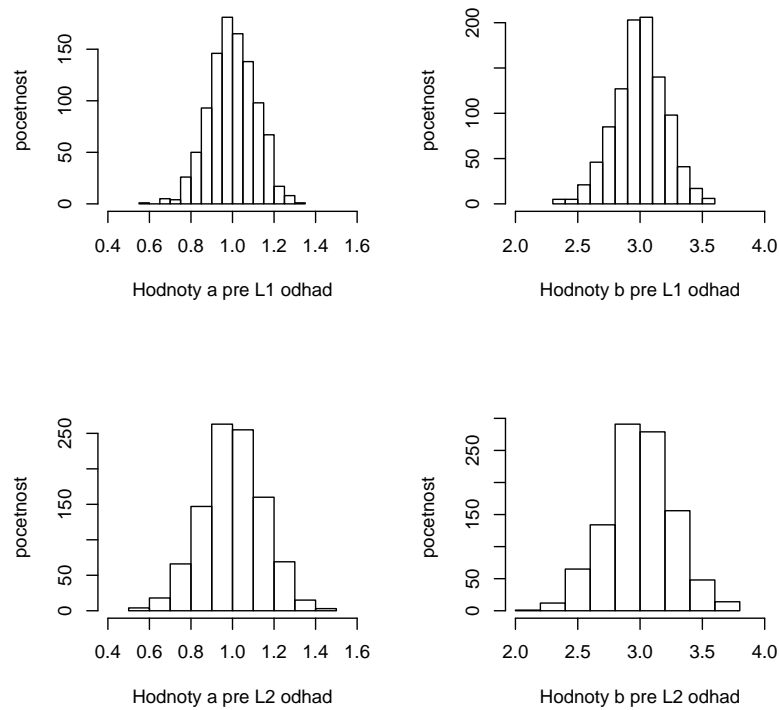 pocetnost
0 50 100 150
0.4 0.6 0.8 1.0 1.2 1.4 1.6
Hodnoty a pre L1 odhad
pocetnost
0 50 100 200
2.0 2.5 3.0 3.5 4.0
Hodnoty b pre L1 odhad
pocetnost
0 50 150 250
0.4 0.6 0.8 1.0 1.2 1.4 1.6
Hodnoty a pre L2 odhad
pocetnost
0 50 150 250
2.0 2.5 3.0 3.5 4.0
Hodnoty b pre L2 odhad